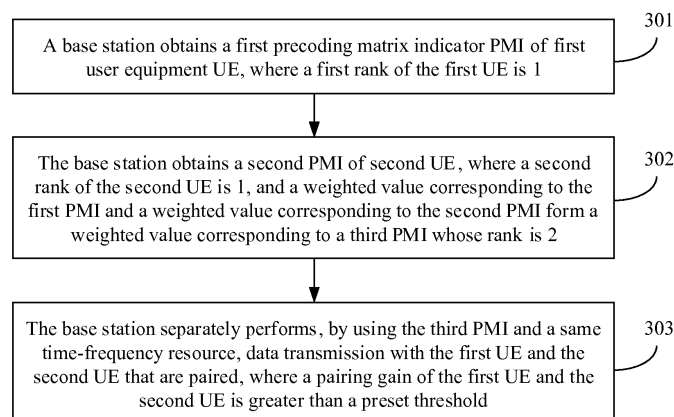 301
A base station obtains a first precoding matrix indicator PMI of first
user equipment UE, where a first rank of the first UE is 1
302
The base station obtains a second PMI of second UE, where a second
rank of the second UE is 1, and a weighted value corresponding to the
first PMI and a weighted value corresponding to the second PMI form a
weighted value corresponding to a third PMI whose rank is 2
303
The base station separately performs, by using the third PMI and a same
time-frequency resource, data transmission with the first UE and the
second UE that are paired, where a pairing gain of the first UE and the
second UE is greater than a preset threshold